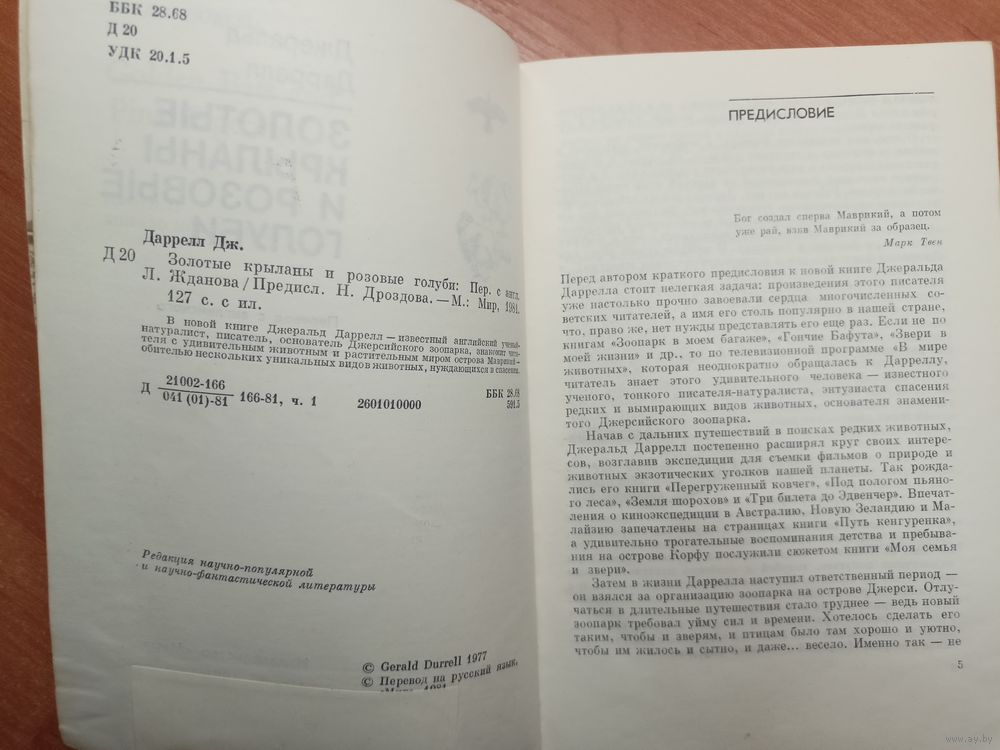 ББК 28.68
Д 20
УДК 20.1.5
Даррелл Дж.
Д 20 Золотые крыланы и розовые голуби: Пер. с англ.
Л. Жданова/Предисл. Н. Дроздова.—М.: Мир, 1981.
127 с. с ил.
В новой книге Джеральд Даррелл — известный английский ученый-
натуралист, писатель, основатель Джерсийского зоопарка, знакомит чита-
теля с удивительным животным и растительным миром острова Маврикий—
обителью нескольких уникальных видов животных, нуждающихся в спасении.
Д 21002-166
041 (01)-81 166-81, ч. 1 2601010000
ББК 28.68
591.5
Редакция научно-популярной
и научно-фантастической литературы
© Gerald Durrell 1977
© Перевод на русский язык,
«Мир», 1981
ПРЕДИСЛОВИЕ
Бог создал сперва Маврикий, а потом
уже рай, взяв Маврикий за образец.
Марк Твен
Перед автором краткого предисловия к новой книге Джеральда
Даррелла стоит нелегкая задача: произведения этого писателя
уже настолько прочно завоевали сердца многочисленных со-
ветских читателей, а имя его столь популярно в нашей стране,
что, право же, нет нужды представлять его еще раз. Если не по
книгам «Зоопарк в моем багаже», «Гончие Бафута», «Звери в
моей жизни» и др., то по телевизионной программе «В мире
животных», которая неоднократно обращалась к Дарреллу,
читатель знает этого удивительного человека — известного
ученого, тонкого писателя-натуралиста, энтузиаста спасения
редких и вымирающих видов животных, основателя знамени-
того Джерсийского зоопарка.
Начав с дальних путешествий в поисках редких животных,
Джеральд Даррелл постепенно расширял круг своих интере-
сов, возглавив экспедиции для съемки фильмов о природе и
животных экзотических уголков нашей планеты. Так рожда-
лись его книги «Перегруженный ковчег», «Под пологом пьяно-
го леса», «Земля шорохов» и «Три билета до Эдвенчер». Впечат-
ления о киноэкспедиции в Австралию, Новую Зеландию и Ма-
лайзию запечатлены на страницах книги «Путь кенгуренка»,
а удивительно трогательные воспоминания детства и пребыва-
ния на острове Корфу послужили сюжетом книги «Моя семья
и звери».
Затем в жизни Даррелла наступил ответственный период —
он взялся за организацию зоопарка на острове Джерси. Отлу-
чаться в длительные путешествия стало труднее — ведь новый
зоопарк требовал уйму сил и времени. Хотелось сделать его
таким, чтобы и зверям, и птицам было там хорошо и уютно,
чтобы им жилось и сытно, и даже... весело. Именно так — не
5
www.ay.by